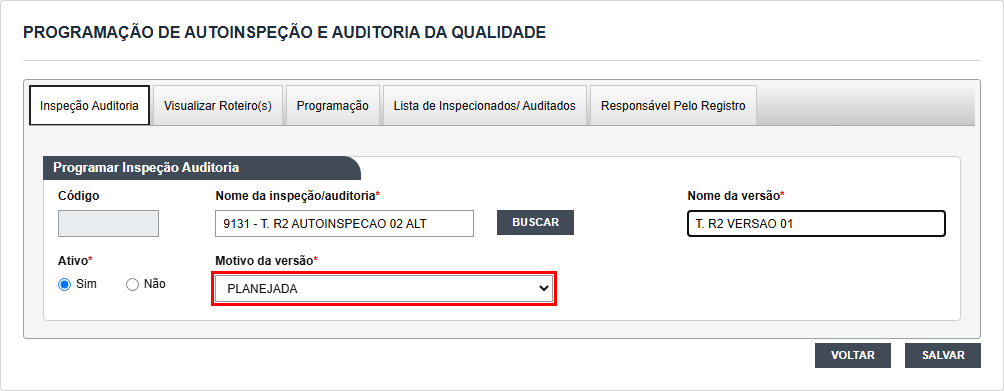 PROGRAMAÇÃO DE AUTOINSPEÇÃO E AUDITORIA DA QUALIDADE
Inspeção Auditoria
Visualizar Roteiro(s)
Programação
Lista de Inspecionados/ Auditados
Responsável Pelo Registro
Programar Inspeção Auditoria
Código
Nome da inspeção/auditoria*
Nome da versão*
9131 - T. R2 AUTOINSPECAO 02 ALT
BUSCAR
T. R2 VERSAO 01
Ativo*
Motivo da versão*
Sim
Não
PLANEJADA
VOLTAR
SALVAR